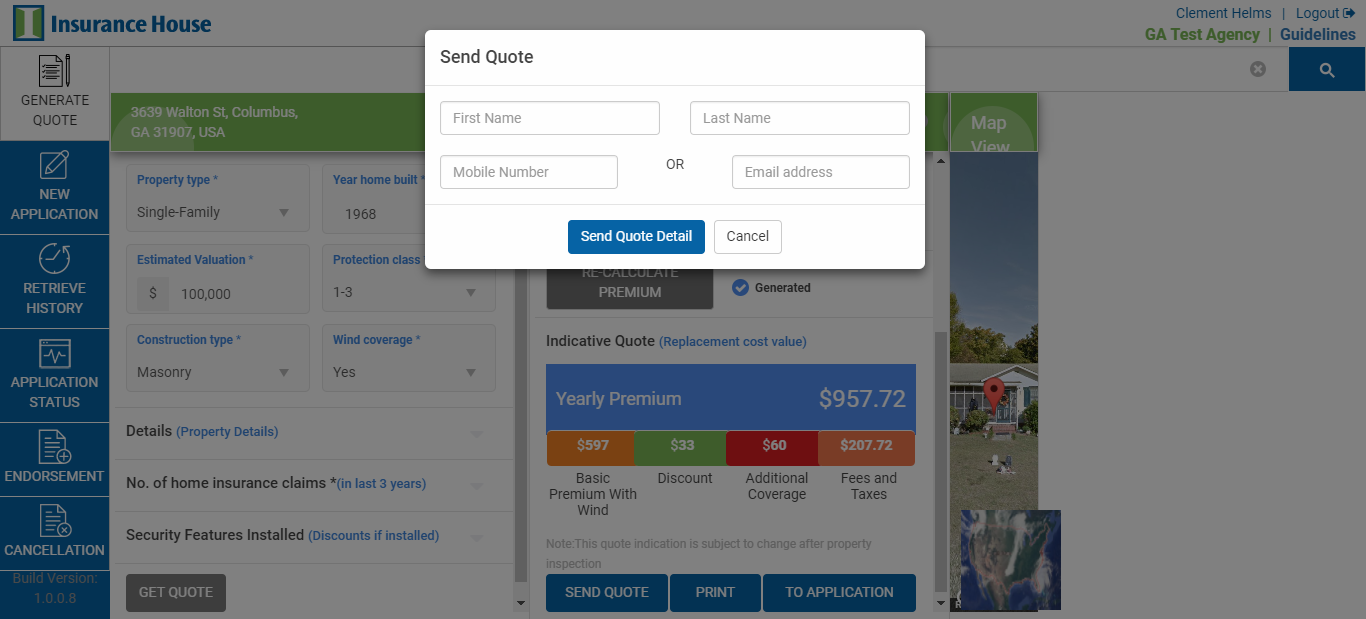 Insurance House
Clement Helms | Logout
GA Test Agency | Guidelines
GENERATE
QUOTE
NEW
APPLICATION
RETRIEVE
HISTORY
APPLICATION
STATUS
ENDORSEMENT
CANCELLATION
Build Version:
1.0.0.8
Send Quote
First Name
Last Name
Mobile Number
OR
Email address
Send Quote Detail
Cancel
3639 Walton St, Columbus,
GA 31907, USA
Property type *
Single-Family
Year home built *
1968
Estimated Valuation *
$ 100,000
Protection class
1-3
Construction type *
Masonry
Wind coverage *
Yes
Details (Property Details)
No. of home insurance claims *(in last 3 years)
Security Features Installed (Discounts if installed)
GET QUOTE
RE-CALCULATE
PREMIUM
Generated
Indicative Quote (Replacement cost value)
Yearly Premium $957.72
$597 $33 $60 $207.72
Basic
Premium With
Wind
Discount
Additional
Coverage
Fees and
Taxes
Note:This quote indication is subject to change after property
inspection
SEND QUOTE
PRINT
TO APPLICATION
Map
View